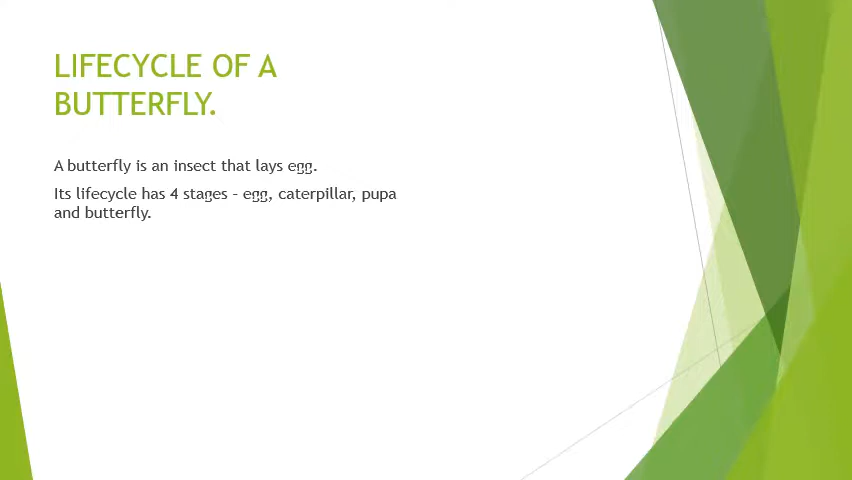 LIFECYCLE OF A
BUTTERFLY.
A butterfly is an insect that lays egg.
Its lifecycle has 4 stages – egg, caterpillar, pupa
and butterfly.